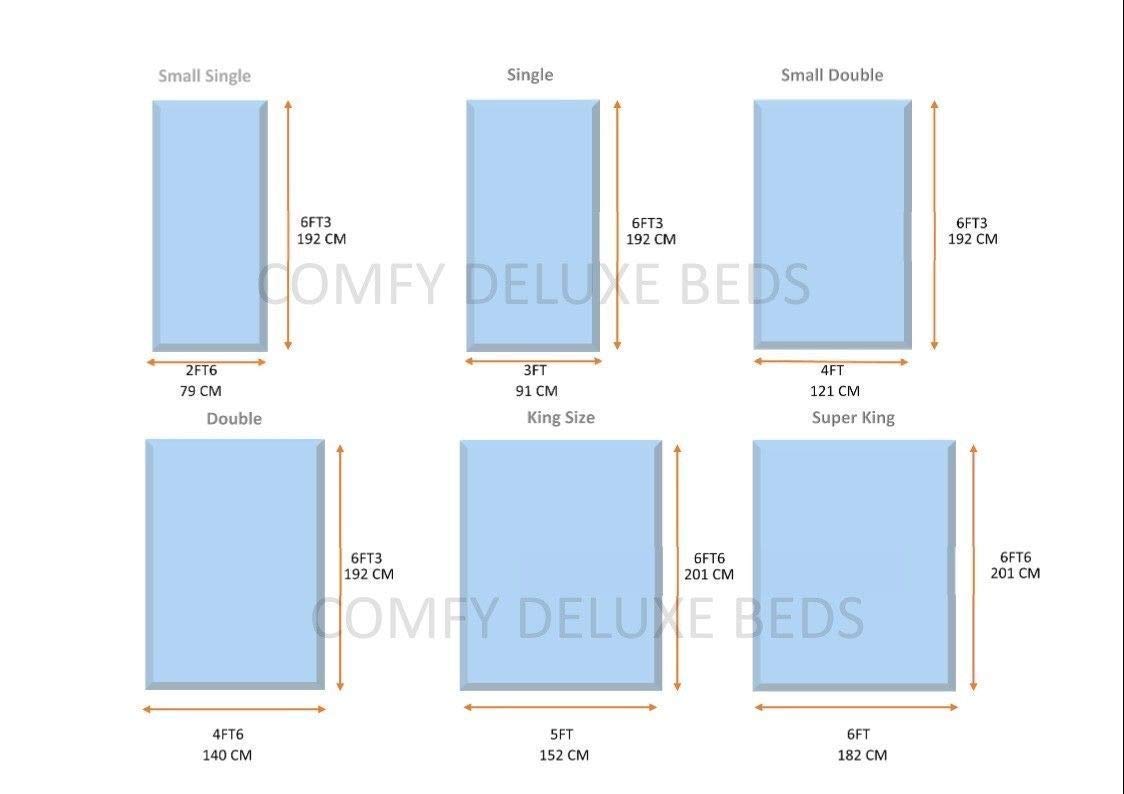 Small Single
Single
Small Double
6FT3
192 CM
6FT3
192 CM
6FT3
192 CM
COMFY DELUXE BEDS
2FT6
79 CM
3FT
91 CM
4FT
121 CM
Double
King Size
Super King
6FT3
192 CM
6FT6
201 CM
6FT6
201 CM
COMFY DELUXE BEDS
4FT6
140 CM
5FT
152 CM
6FT
182 CM